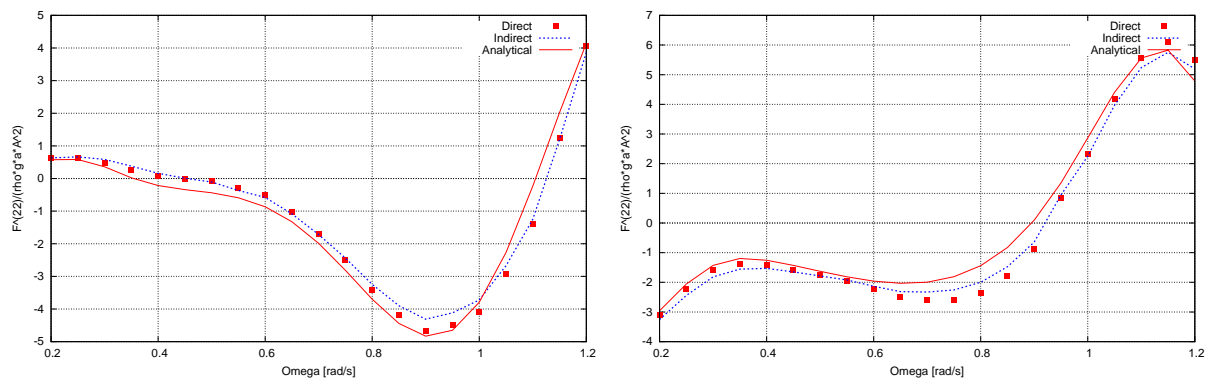 5
4
3
2
1
0
-1
-2
-3
-4
-5
0.2 0.4 0.6 0.8 1 1.2
F^(22)/(rho*g*a*A^2)
Omega [rad/s]
Direct
Indirect
Analytical
7
6
5
4
3
2
1
0
-1
-2
-3
-4
0.2 0.4 0.6 0.8 1 1.2
F^(22)/(rho*g*a*A^2)
Omega [rad/s]
Direct
Indirect
Analytical